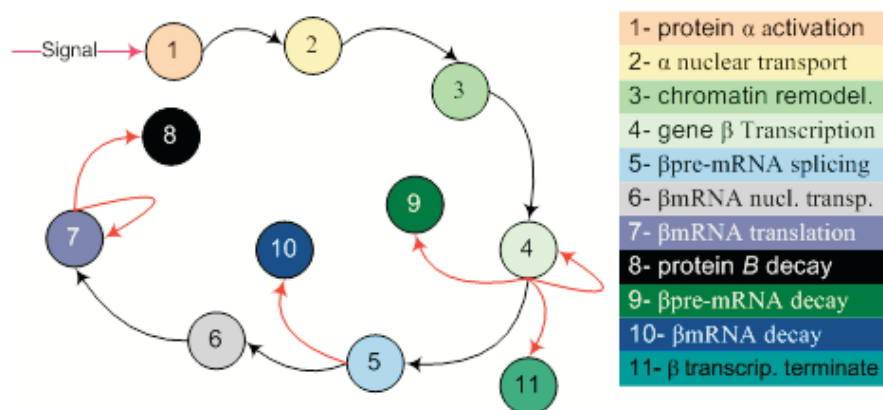 Signal
1
2
3
4
5
6
7
8
9
10
11
1- protein α activation
2- α nuclear transport
3- chromatin remodel.
4- gene β Transcription
5- βpre-mRNA splicing
6- βmRNA nucl. transp.
7- βmRNA translation
8- protein B decay
9- βpre-mRNA decay
10- βmRNA decay
11- β transcrip. terminate